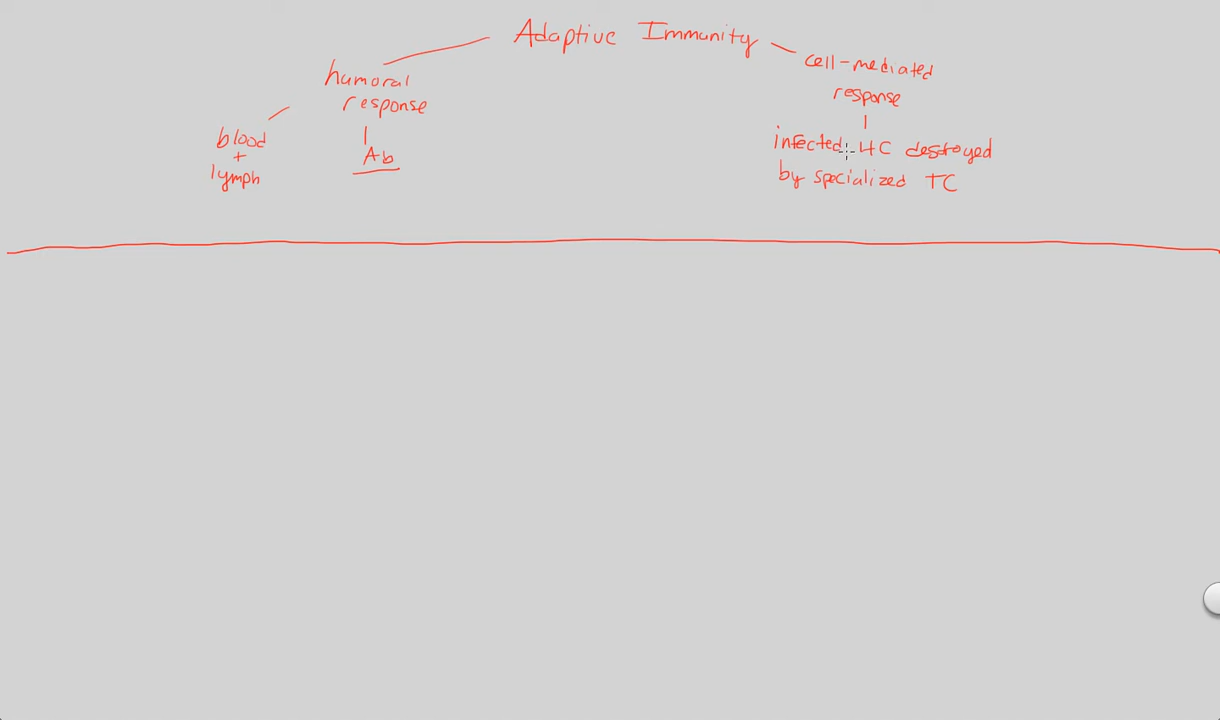 Adaptive Immunity
humoral
response
blood
+
lymph
Ab
cell-mediated
response
infected HC destroyed
by specialized TC